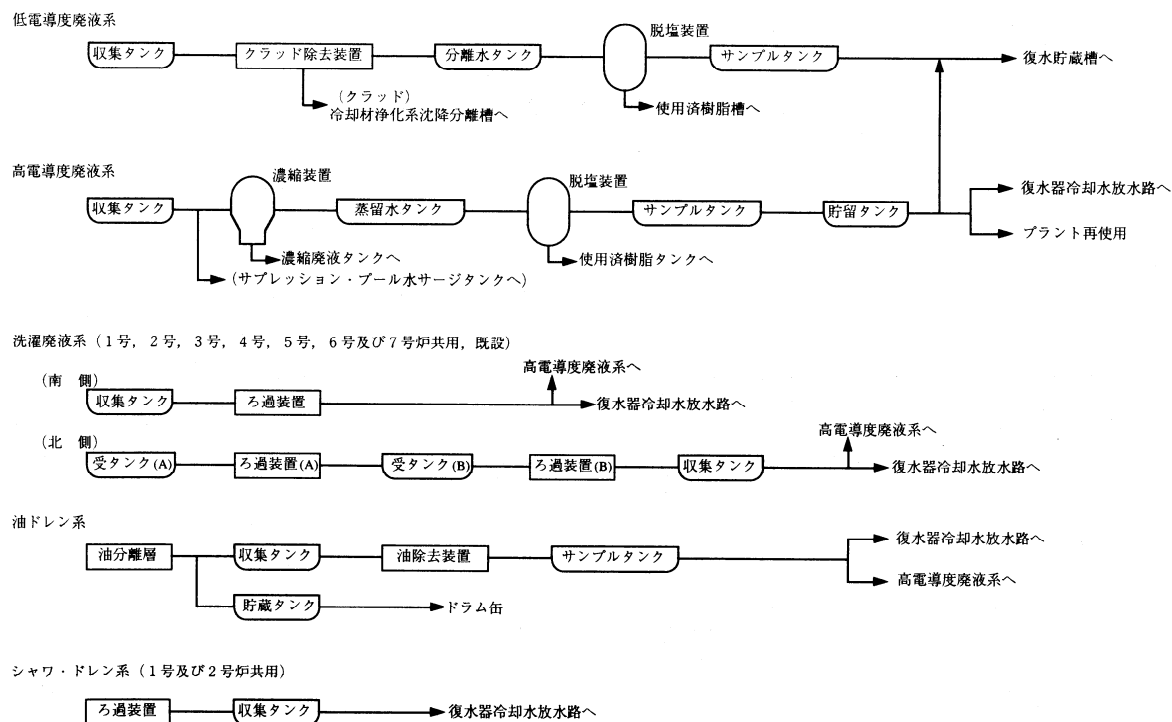 低電導度廃液系
脱塩装置
収集タンク
クラッド除去装置
分離水タンク
サンプルタンク
復水貯蔵槽へ
(クラッド)
冷却材浄化系沈降分離槽へ
使用済樹脂槽へ
高電導度廃液系
濃縮装置
脱塩装置
収集タンク
蒸留水タンク
サンプルタンク
貯留タンク
復水器冷却水放水路へ
プラント再使用
濃縮廃液タンクへ
使用済樹脂タンクへ
(サプレッション・プール水サージタンクへ)
洗濯廃液系(1号,2号,3号,4号,5号,6号及び7号炉共用,既設)
(南 側)
高電導度廃液系へ
収集タンク
ろ過装置
復水器冷却水放水路へ
(北 側)
高電導度廃液系へ
受タンク(A)
ろ過装置(A)
受タンク(B)
ろ過装置(B)
収集タンク
復水器冷却水放水路へ
油ドレン系
復水器冷却水放水路へ
油分離層
収集タンク
油除去装置
サンプルタンク
高電導度廃液系へ
貯蔵タンク
ドラム缶
シャワ・ドレン系(1号及び2号炉共用)
ろ過装置
収集タンク
復水器冷却水放水路へ